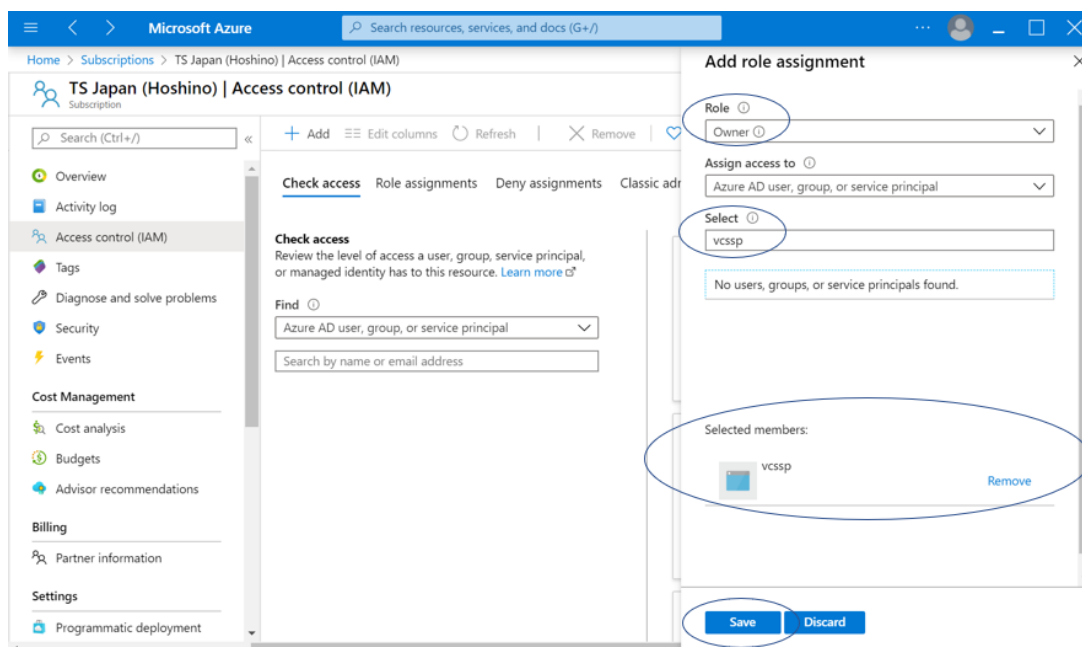 Microsoft Azure
Search resources, services, and docs (G+/)
Home > Subscriptions > TS Japan (Hoshino) | Access control (IAM)
TS Japan (Hoshino) | Access control (IAM)
Subscription
Search (Ctrl+/)
Overview
Activity log
Access control (IAM)
Tags
Diagnose and solve problems
Security
Events
Cost Management
Cost analysis
Budgets
Advisor recommendations
Billing
Partner information
Settings
Programmatic deployment
Add Edit columns Refresh | Remove
Check access Role assignments Deny assignments Classic adr
Check access
Review the level of access a user, group, service principal,
or managed identity has to this resource. Learn more
Find
Azure AD user, group, or service principal
Search by name or email address
Add role assignment
Role
Owner
Assign access to
Azure AD user, group, or service principal
Select
vcssp
No users, groups, or service principals found.
Selected members:
vcssp
Remove
Save Discard